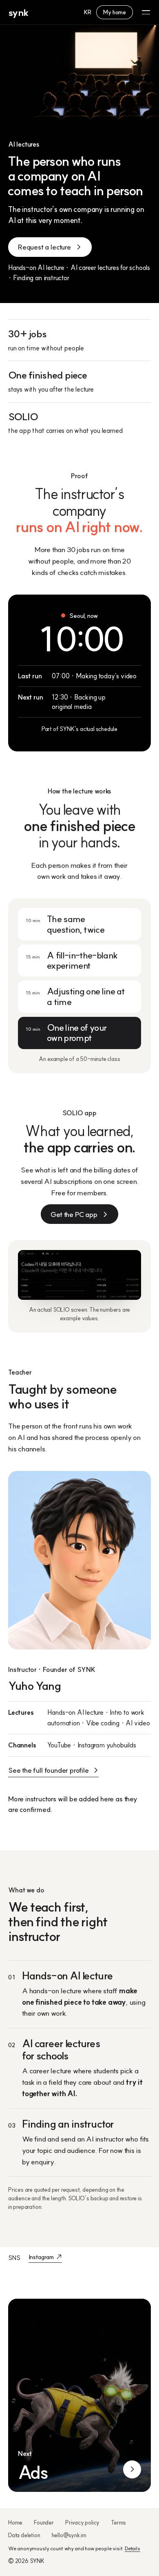 synk
KR
My home
AI lectures
The person who runs
a company on AI
comes to teach in person
The instructor's own company is running on
AI at this very moment.
Request a lecture
Hands-on AI lecture · AI career lectures for schools
· Finding an instructor
30+ jobs
run on time without people
One finished piece
stays with you after the lecture
SOLIO
the app that carries on what you learned
Proof
The instructor's
company
runs on AI right now.
More than 30 jobs run on time
without people, and more than 20
kinds of checks catch mistakes.
Seoul, now
10:00
Last run
07:00 · Making today's video
Next run
12:30 · Backing up
original media
Part of SYNK's actual schedule
How the lecture works
You leave with
one finished piece
in your hands.
Each person makes it from their
own work and takes it away.
10 min
The same
question, twice
15 min
A fill-in-the-blank
experiment
15 min
Adjusting one line at
a time
10 min
One line of your
own prompt
An example of a 50-minute class
SOLIO app
What you learned,
the app carries on.
See what is left and the billing dates of
several AI subscriptions on one screen.
Free for members.
Get the PC app
An actual SOLIO screen. The numbers are
example values.
Teacher
Taught by someone
who uses it
The person at the front runs his own work
on AI and has shared the process openly on
his channels.
Instructor · Founder of SYNK
Yuho Yang
Lectures
Hands-on AI lecture · Intro to work
automation · Vibe coding · AI video
Channels
YouTube · Instagram yuhobuilds
See the full founder profile
More instructors will be added here as they
are confirmed.
What we do
We teach first,
then find the right
instructor
01
Hands-on AI lecture
A hands-on lecture where staff make
one finished piece to take away, using
their own work.
02
AI career lectures
for schools
A career lecture where students pick a
task in a field they care about and try it
together with AI.
03
Finding an instructor
We find and send an AI instructor who fits
your topic and audience. For now this is
by enquiry.
Prices are quoted per request, depending on the
audience and the length. SOLIO's backup and restore is
in preparation.
SNS
Instagram
Next
Ads
Home
Founder
Privacy policy
Terms
Data deletion
hello@synk.im
We anonymously count why and how people visit. Details
© 2026 SYNK